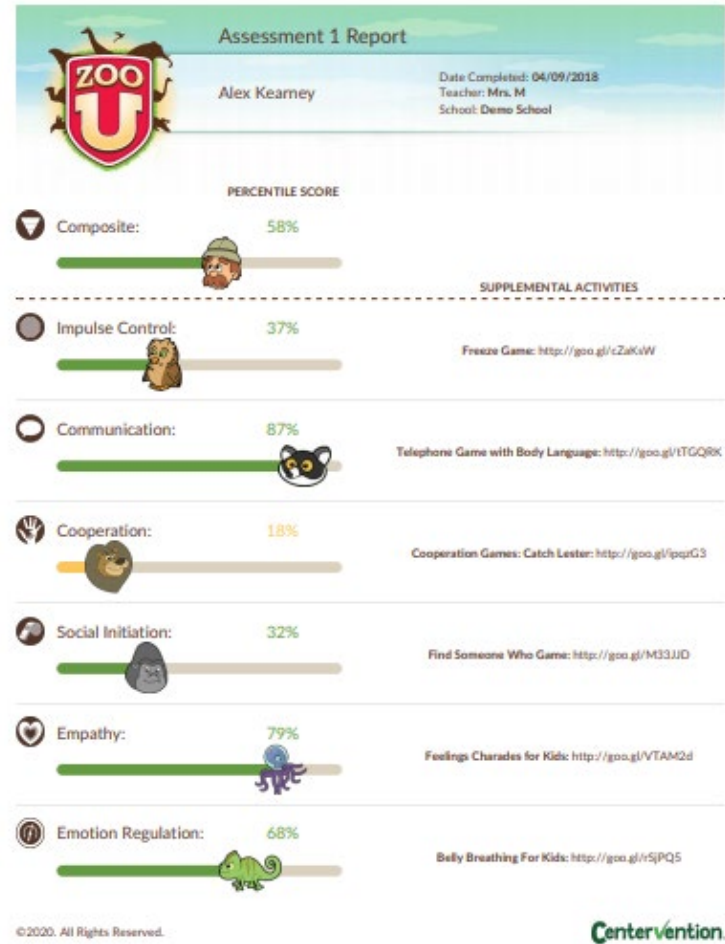 Assessment 1 Report
ZOO
U
Alex Kearney
Date Completed: 04/09/2018
Teacher: Mrs. M
School: Demo School
PERCENTILE SCORE
Composite: 58%
SUPPLEMENTAL ACTIVITIES
Impulse Control: 37%
Freeze Game: http://goo.gl/cZaKsW
Communication: 87%
Telephone Game with Body Language: http://goo.gl/tTGQRK
Cooperation: 18%
Cooperation Games: Catch Lester: http://goo.gl/ipqzG3
Social Initiation: 32%
Find Someone Who Game: http://goo.gl/M33JJD
Empathy: 79%
Feelings Charades for Kids: http://goo.gl/VTAM2d
Emotion Regulation: 68%
Belly Breathing For Kids: http://goo.gl/rSjPQ5
©2020. All Rights Reserved.
Centervention